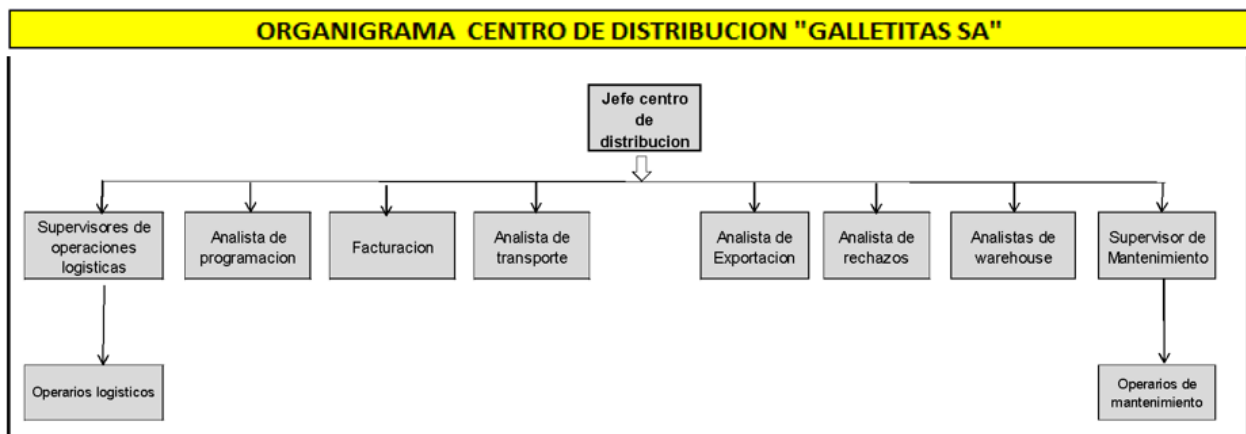 ORGANIGRAMA CENTRO DE DISTRIBUCION "GALLETITAS SA"
Jefe centro
de
distribucion
Supervisores de
operaciones
logisticas
Analista de
programacion
Facturacion
Analista de
transporte
Analista de
Exportacion
Analista de
rechazos
Analistas de
warehouse
Supervisor de
Mantenimiento
Operarios logisticos
Operarios de
mantenimiento